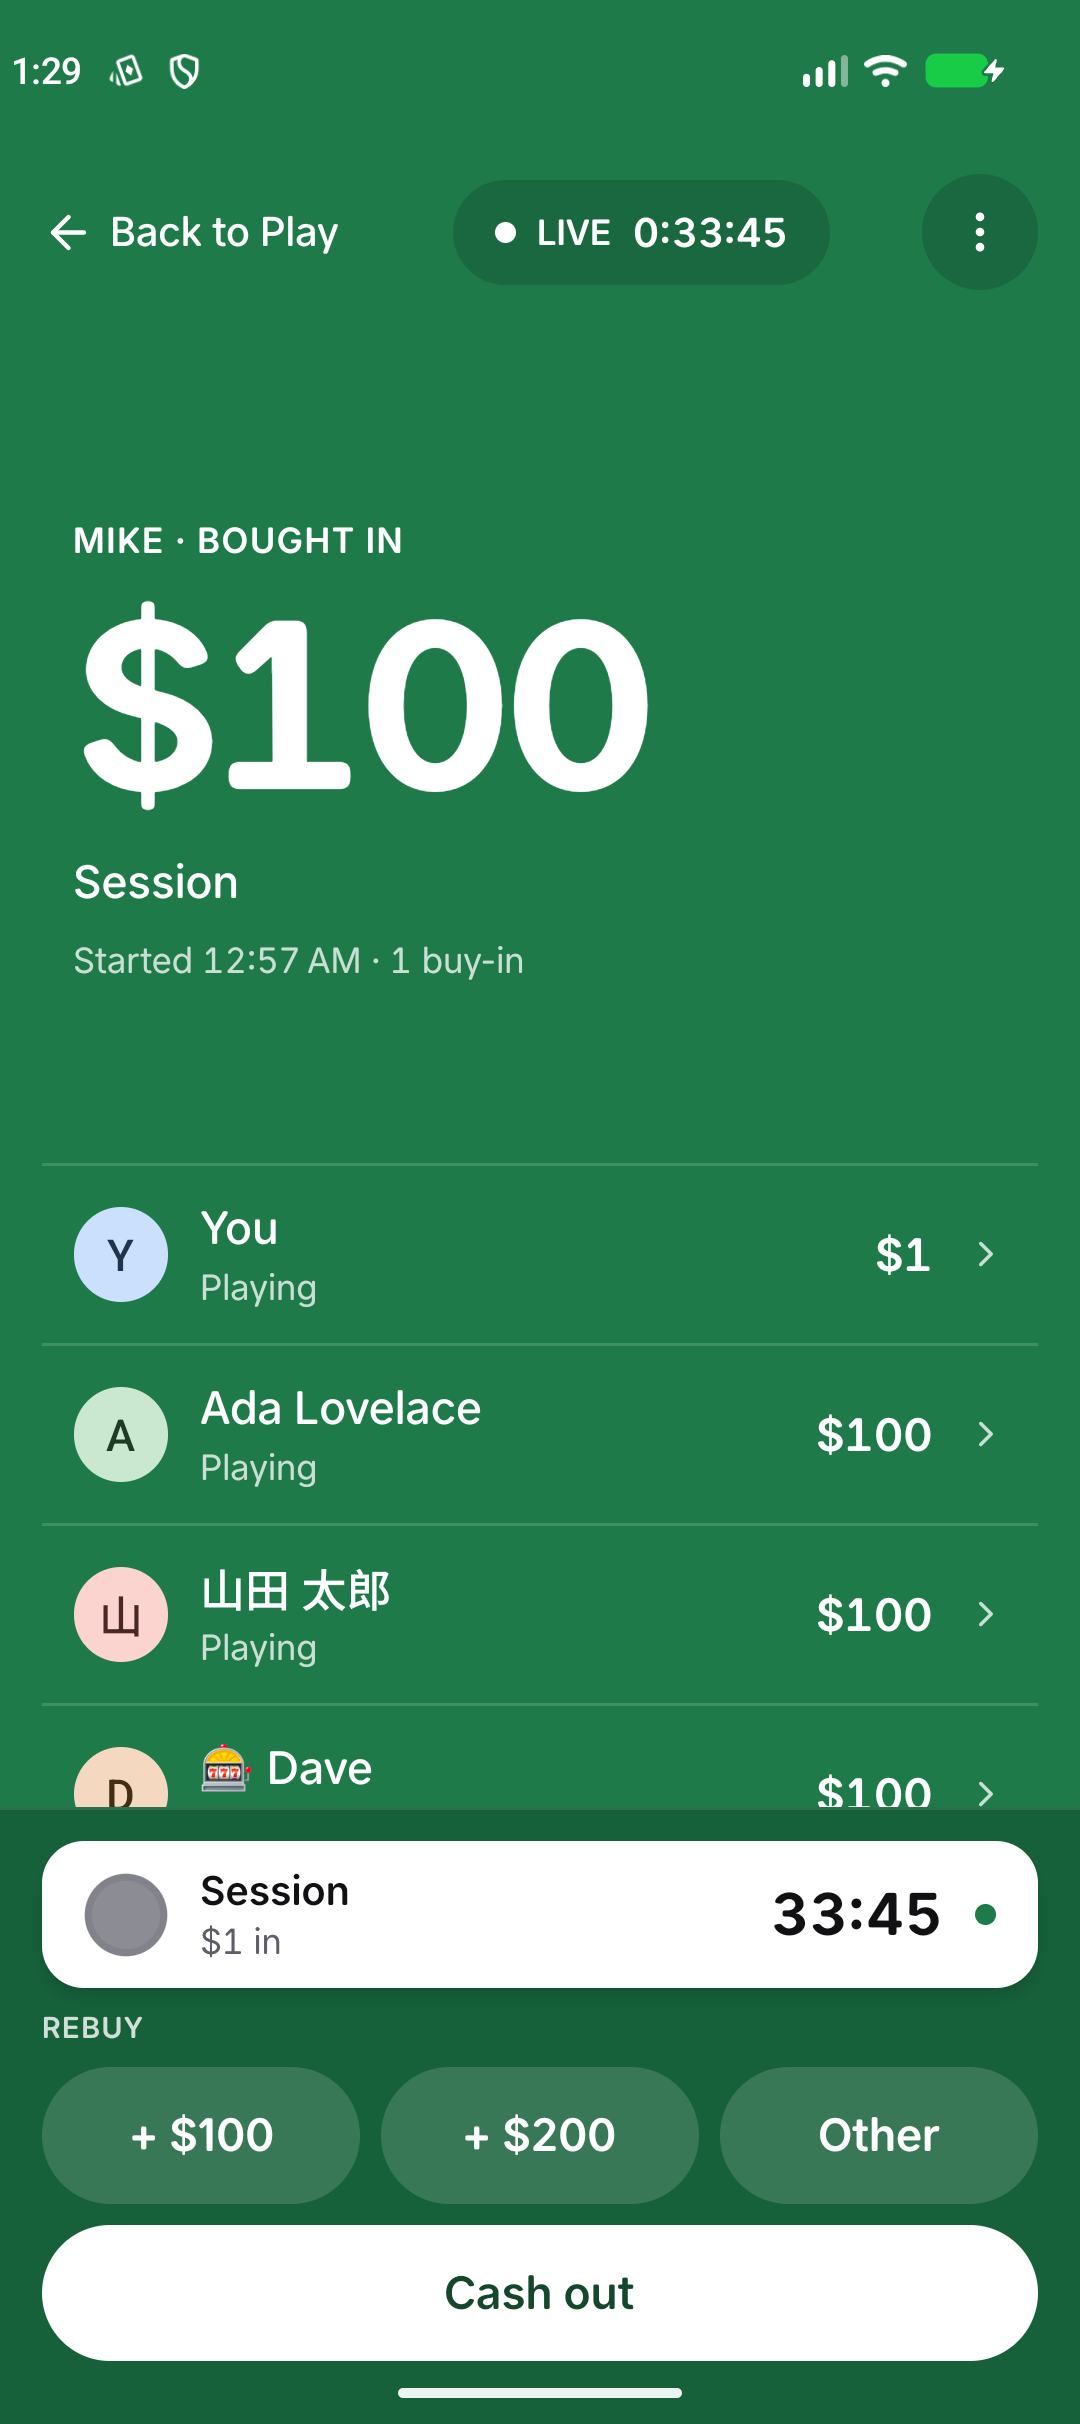 1:29
Back to Play
LIVE 0:33:45
MIKE · BOUGHT IN
$100
Session
Started 12:57 AM · 1 buy-in
Y
You
$1
Playing
A
Ada Lovelace
$100
Playing
山
山田 太郎
$100
Playing
D
🎰 Dave
$100
Session
33:45
$1 in
REBUY
+ $100
+ $200
Other
Cash out